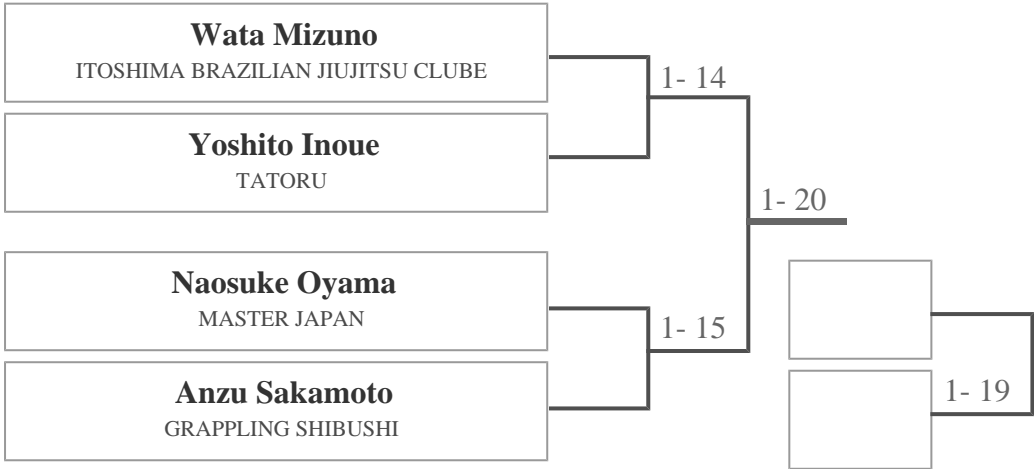 Wata Mizuno
ITOSHIMA BRAZILIAN JIUJITSU CLUBE
1- 14
Yoshito Inoue
TATORU
1- 20
Naosuke Oyama
MASTER JAPAN
1- 15
Anzu Sakamoto
GRAPPLING SHIBUSHI
1- 19